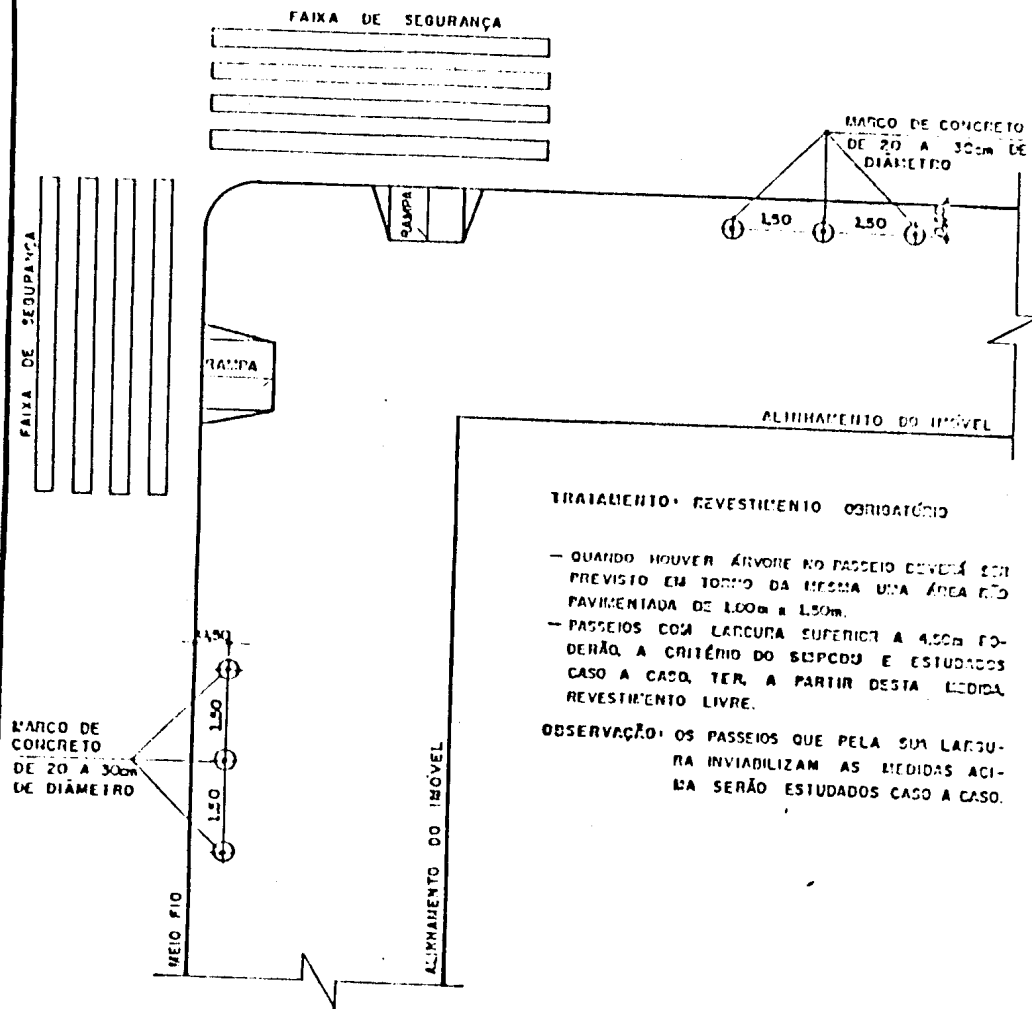 FAIXA DE SEGURANÇA
MARCO DE CONCRETO
DE 20 A 30cm DE
DIÂMETRO
1,50 1,50
RAMPA
FAIXA DE SEGURANÇA
RAMPA
ALINHAMENTO DO IMÓVEL
TRATAMENTO: REVESTIMENTO OBRIGATÓRIO
— QUANDO HOUVER ÁRVORE NO PASSEIO DEVERÁ SER
PREVISTO EM TORNO DA MESMA UMA ÁREA NÃO
PAVIMENTADA DE 1,00m a 1,50m.
— PASSEIOS COM LARGURA SUPERIOR A 4,50m PO-
DERÃO, A CRITÉRIO DO SUPCDU E ESTUDADOS
CASO A CASO, TER, A PARTIR DESTA MEDIDA,
REVESTIMENTO LIVRE.
OBSERVAÇÃO: OS PASSEIOS QUE PELA SUA LARGU-
RA INVIABILIZAM AS MEDIDAS ACI-
MA SERÃO ESTUDADOS CASO A CASO.
1,50
1,50
MARCO DE
CONCRETO
DE 20 A 30cm
DE DIÂMETRO
MEIO FIO
ALINHAMENTO DO IMÓVEL